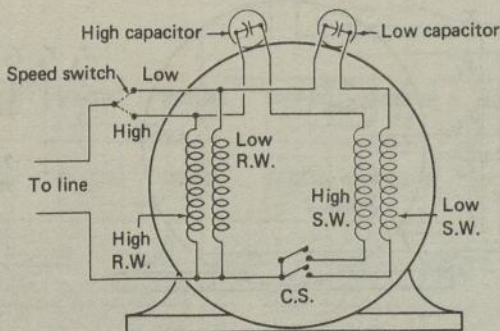 High capacitor
Low capacitor
Speed switch
Low
High
Low
R.W.
To line
High
S.W.
Low
S.W.
High
R.W.
C.S.